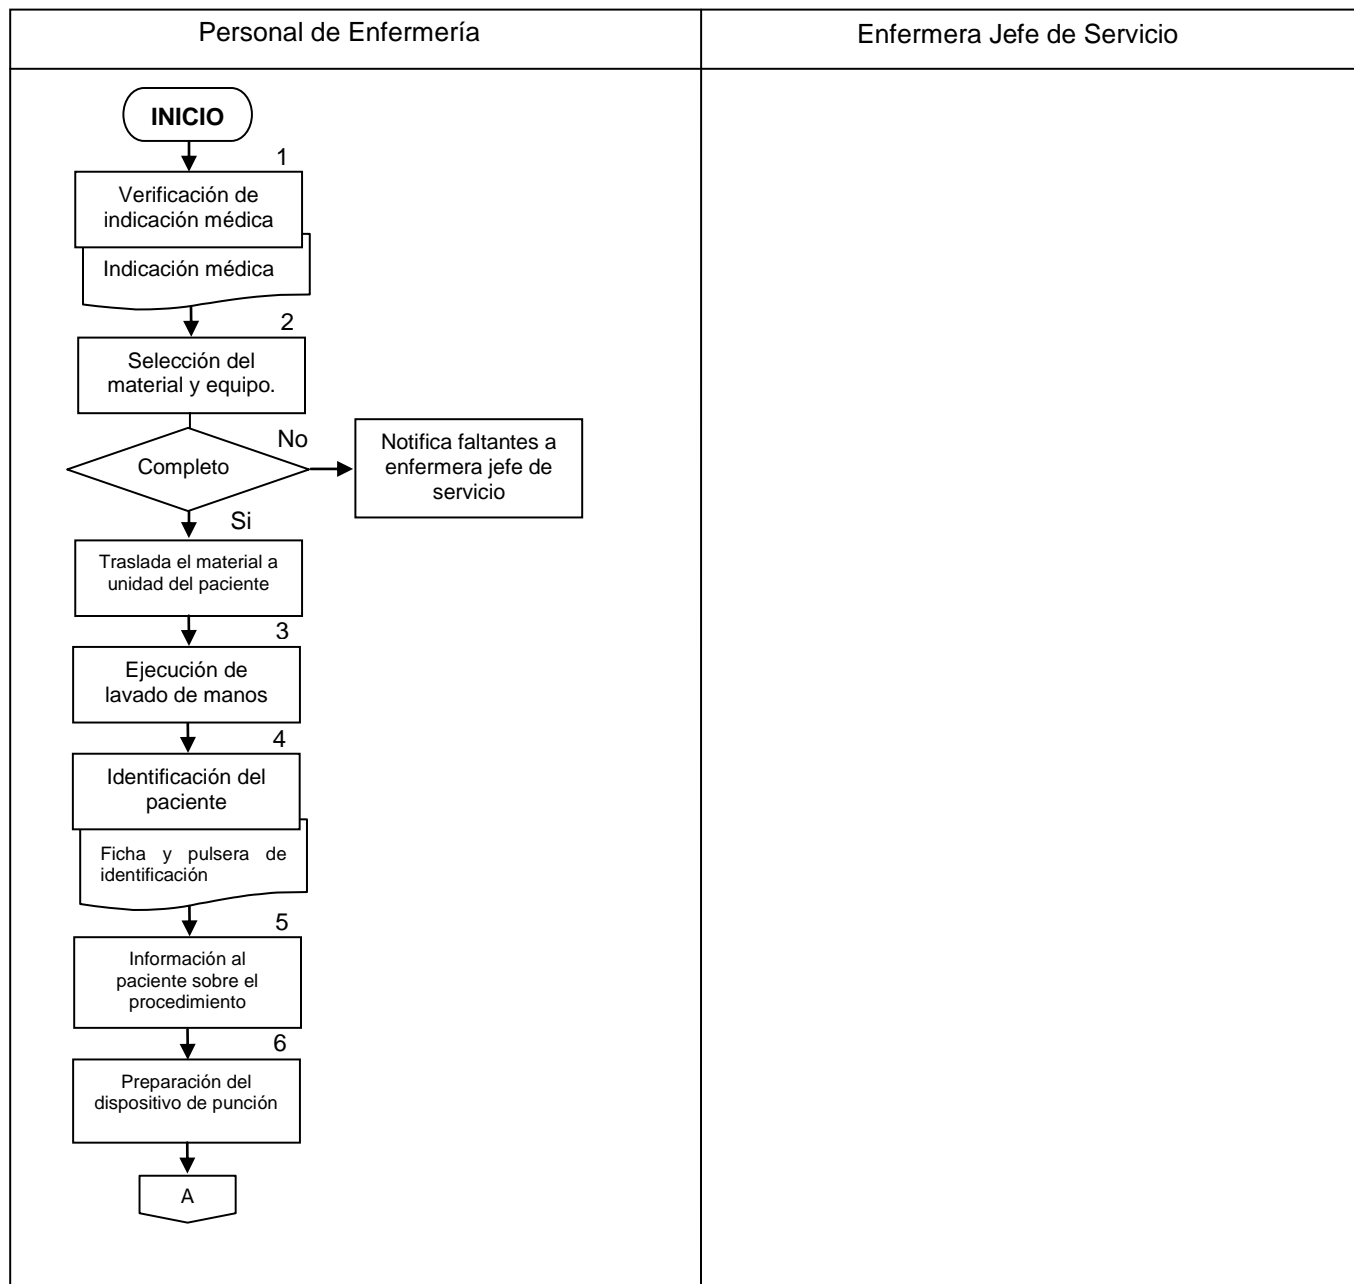 Personal de Enfermería
Enfermera Jefe de Servicio
INICIO
1
Verificación de
indicación médica
Indicación médica
2
Selección del
material y equipo.
Completo
No
Notifica faltantes a
enfermera jefe de
servicio
Si
Traslada el material a
unidad del paciente
3
Ejecución de
lavado de manos
4
Identificación del
paciente
Ficha y pulsera de
identificación
5
Información al
paciente sobre el
procedimiento
6
Preparación del
dispositivo de punción
A